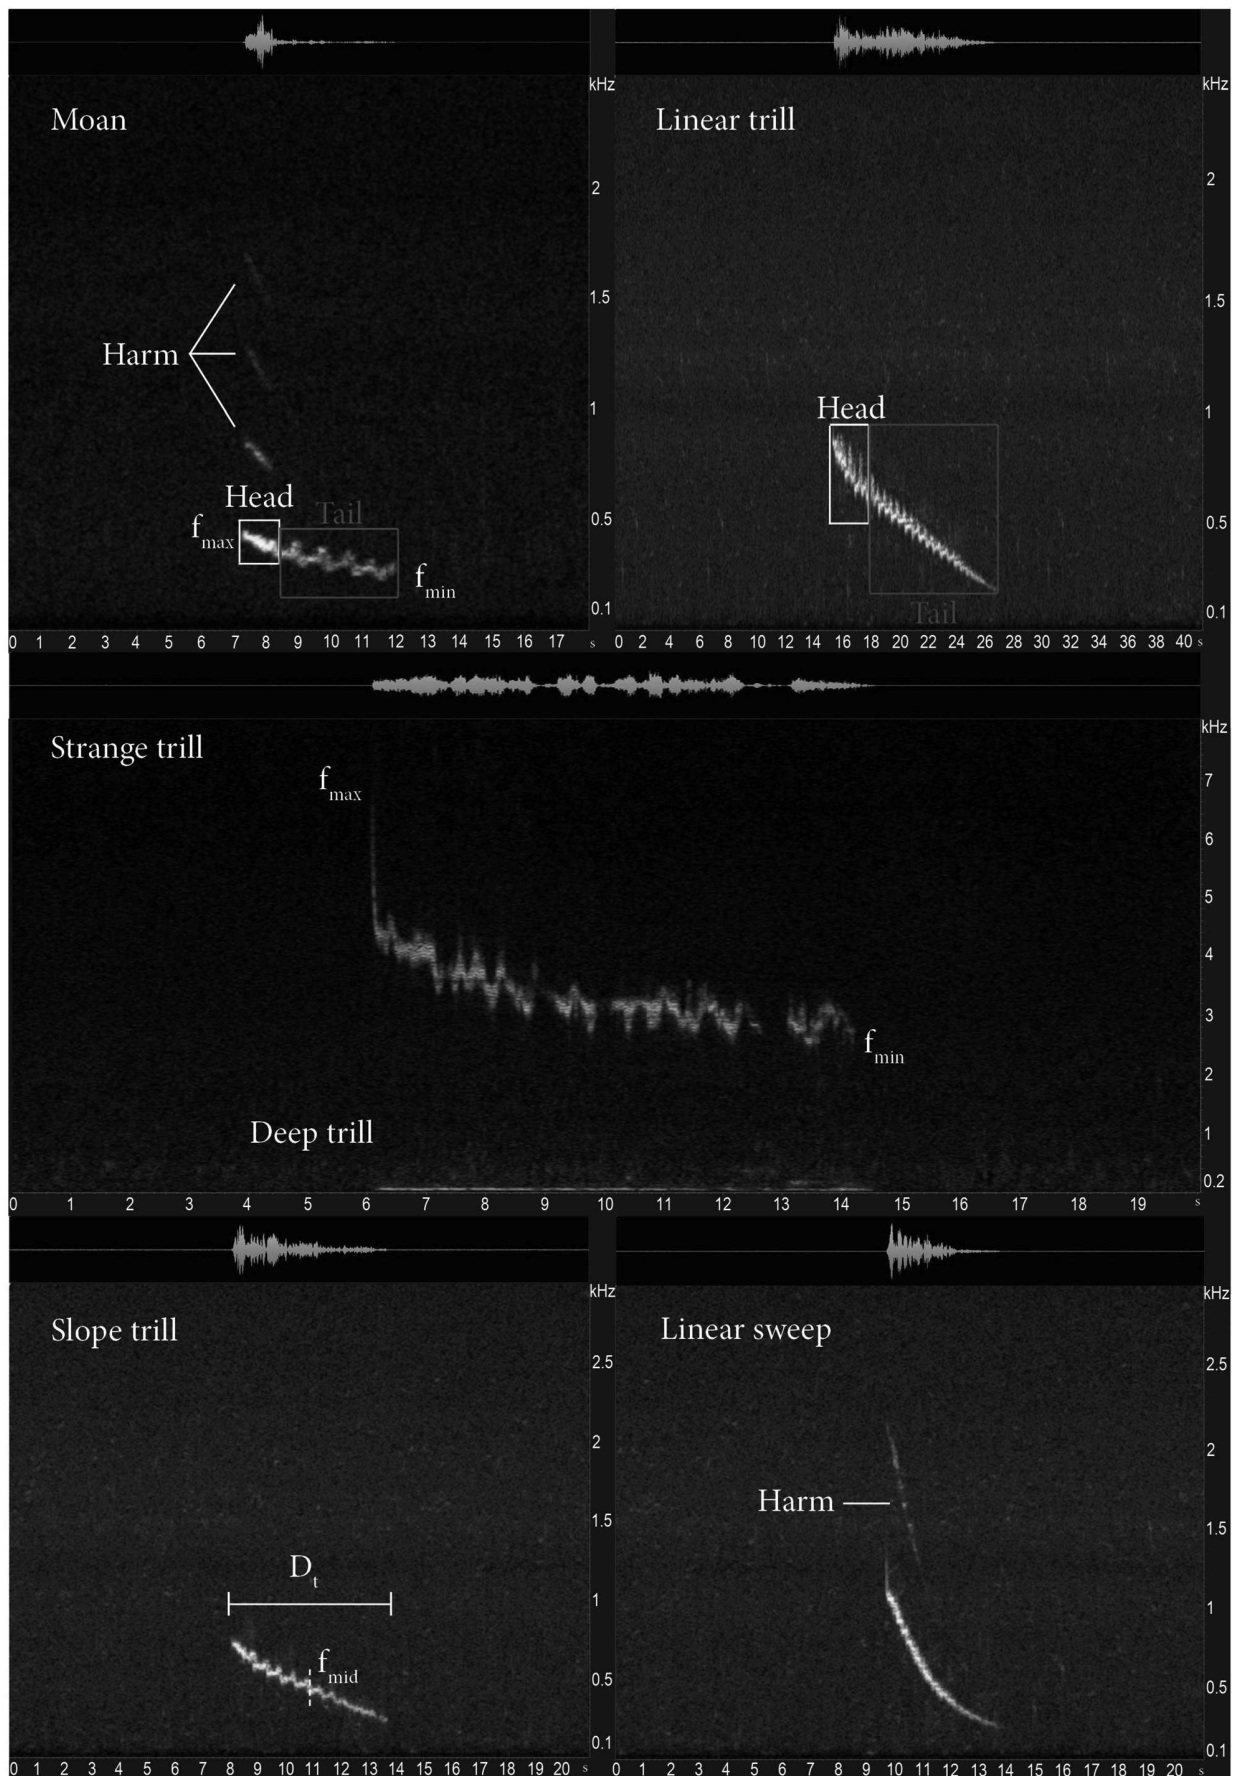 kHz
Moan
2
1.5
Harm
1
Head
Tail
0.5
fmax
fmin
0.1
0 1 2 3 4 5 6 7 8 9 10 11 12 13 14 15 16 17 s
kHz
Linear trill
2
1.5
1
Head
0.5
Tail
0.1
0 2 4 6 8 10 12 14 16 18 20 22 24 26 28 30 32 34 36 38 40 s
kHz
Strange trill
fmax
7
6
5
4
3
fmin
2
Deep trill
1
0.2
0 1 2 3 4 5 6 7 8 9 10 11 12 13 14 15 16 17 18 19 s
kHz
Slope trill
2.5
2
1.5
Dt
1
fmid
0.5
0.1
0 1 2 3 4 5 6 7 8 9 10 11 12 13 14 15 16 17 18 19 20 s
kHz
Linear sweep
2.5
2
Harm
1.5
1
0.5
0.1
0 1 2 3 4 5 6 7 8 9 10 11 12 13 14 15 16 17 18 19 20 s